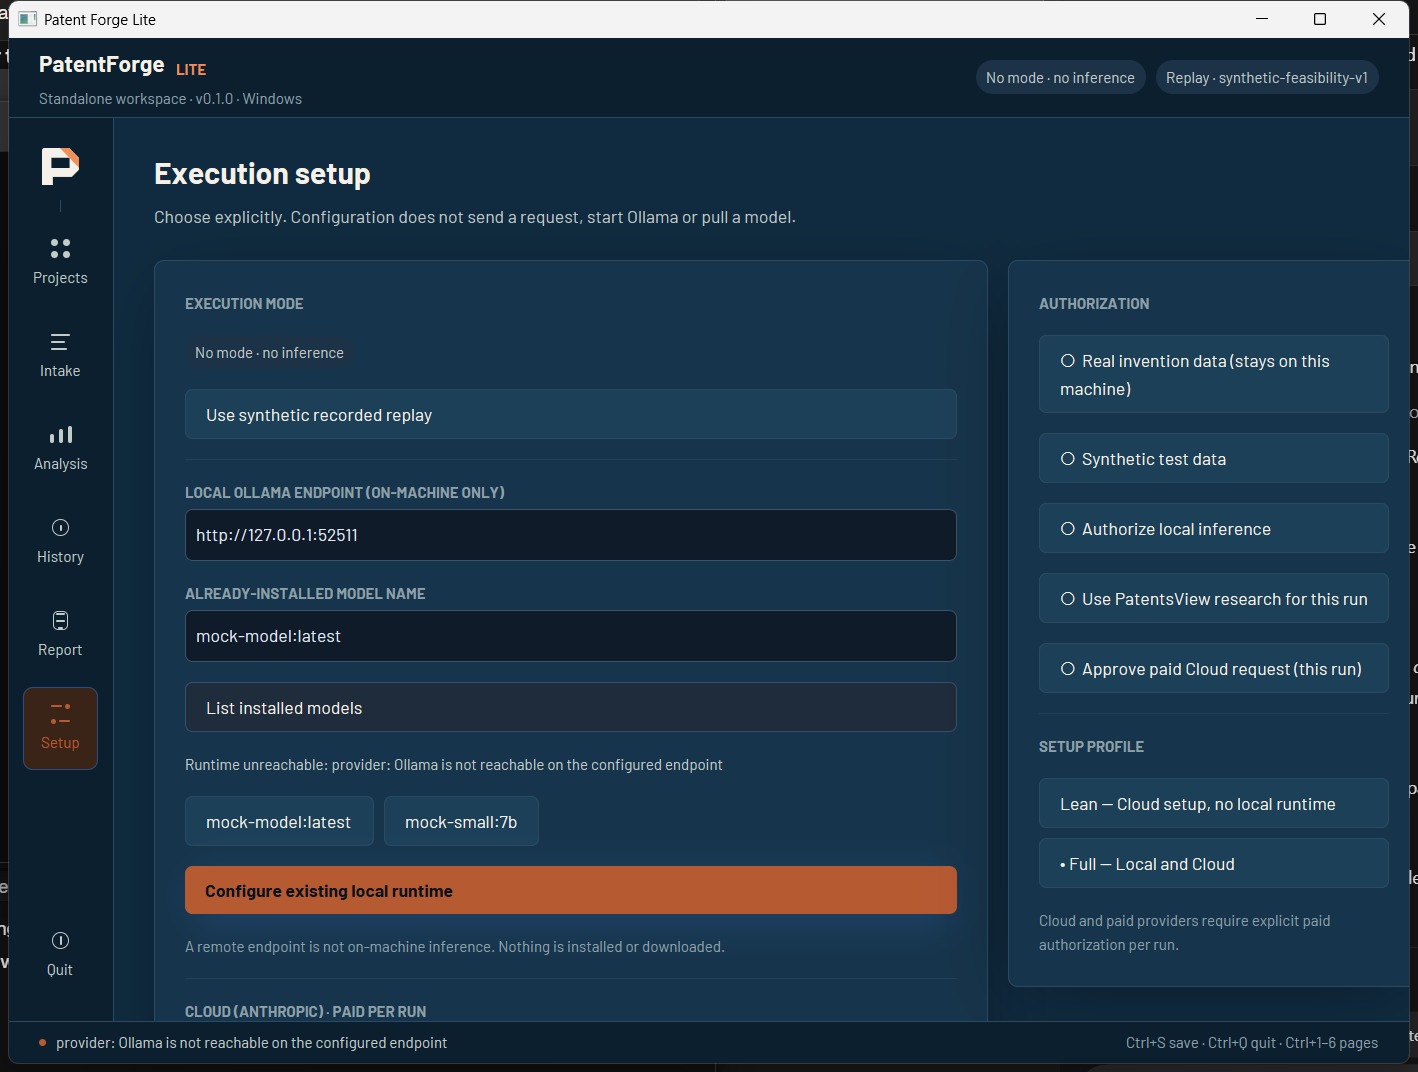 Patent Forge Lite
PatentForge LITE
Standalone workspace · v0.1.0 · Windows
No mode · no inference
Replay · synthetic-feasibility-v1
Projects
Intake
Analysis
History
Report
Setup
Quit
Execution setup
Choose explicitly. Configuration does not send a request, start Ollama or pull a model.
EXECUTION MODE
No mode · no inference
Use synthetic recorded replay
LOCAL OLLAMA ENDPOINT (ON-MACHINE ONLY)
http://127.0.0.1:52511
ALREADY-INSTALLED MODEL NAME
mock-model:latest
List installed models
Runtime unreachable: provider: Ollama is not reachable on the configured endpoint
mock-model:latest
mock-small:7b
Configure existing local runtime
A remote endpoint is not on-machine inference. Nothing is installed or downloaded.
CLOUD (ANTHROPIC) · PAID PER RUN
AUTHORIZATION
Real invention data (stays on this
machine)
Synthetic test data
Authorize local inference
Use PatentsView research for this run
Approve paid Cloud request (this run)
SETUP PROFILE
Lean — Cloud setup, no local runtime
• Full — Local and Cloud
Cloud and paid providers require explicit paid
authorization per run.
provider: Ollama is not reachable on the configured endpoint
Ctrl+S save · Ctrl+Q quit · Ctrl+1–6 pages